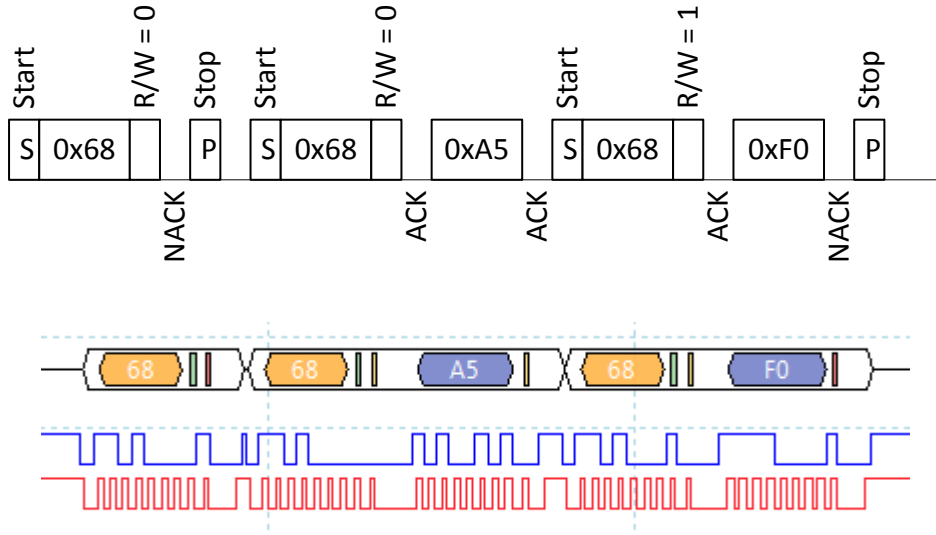 Start R/W = 0 Stop Start R/W = 0 Start R/W = 1 Stop
S 0x68 P S 0x68 0xA5 S 0x68 0xF0 P
NACK ACK ACK ACK NACK
68 68 A5 68 F0